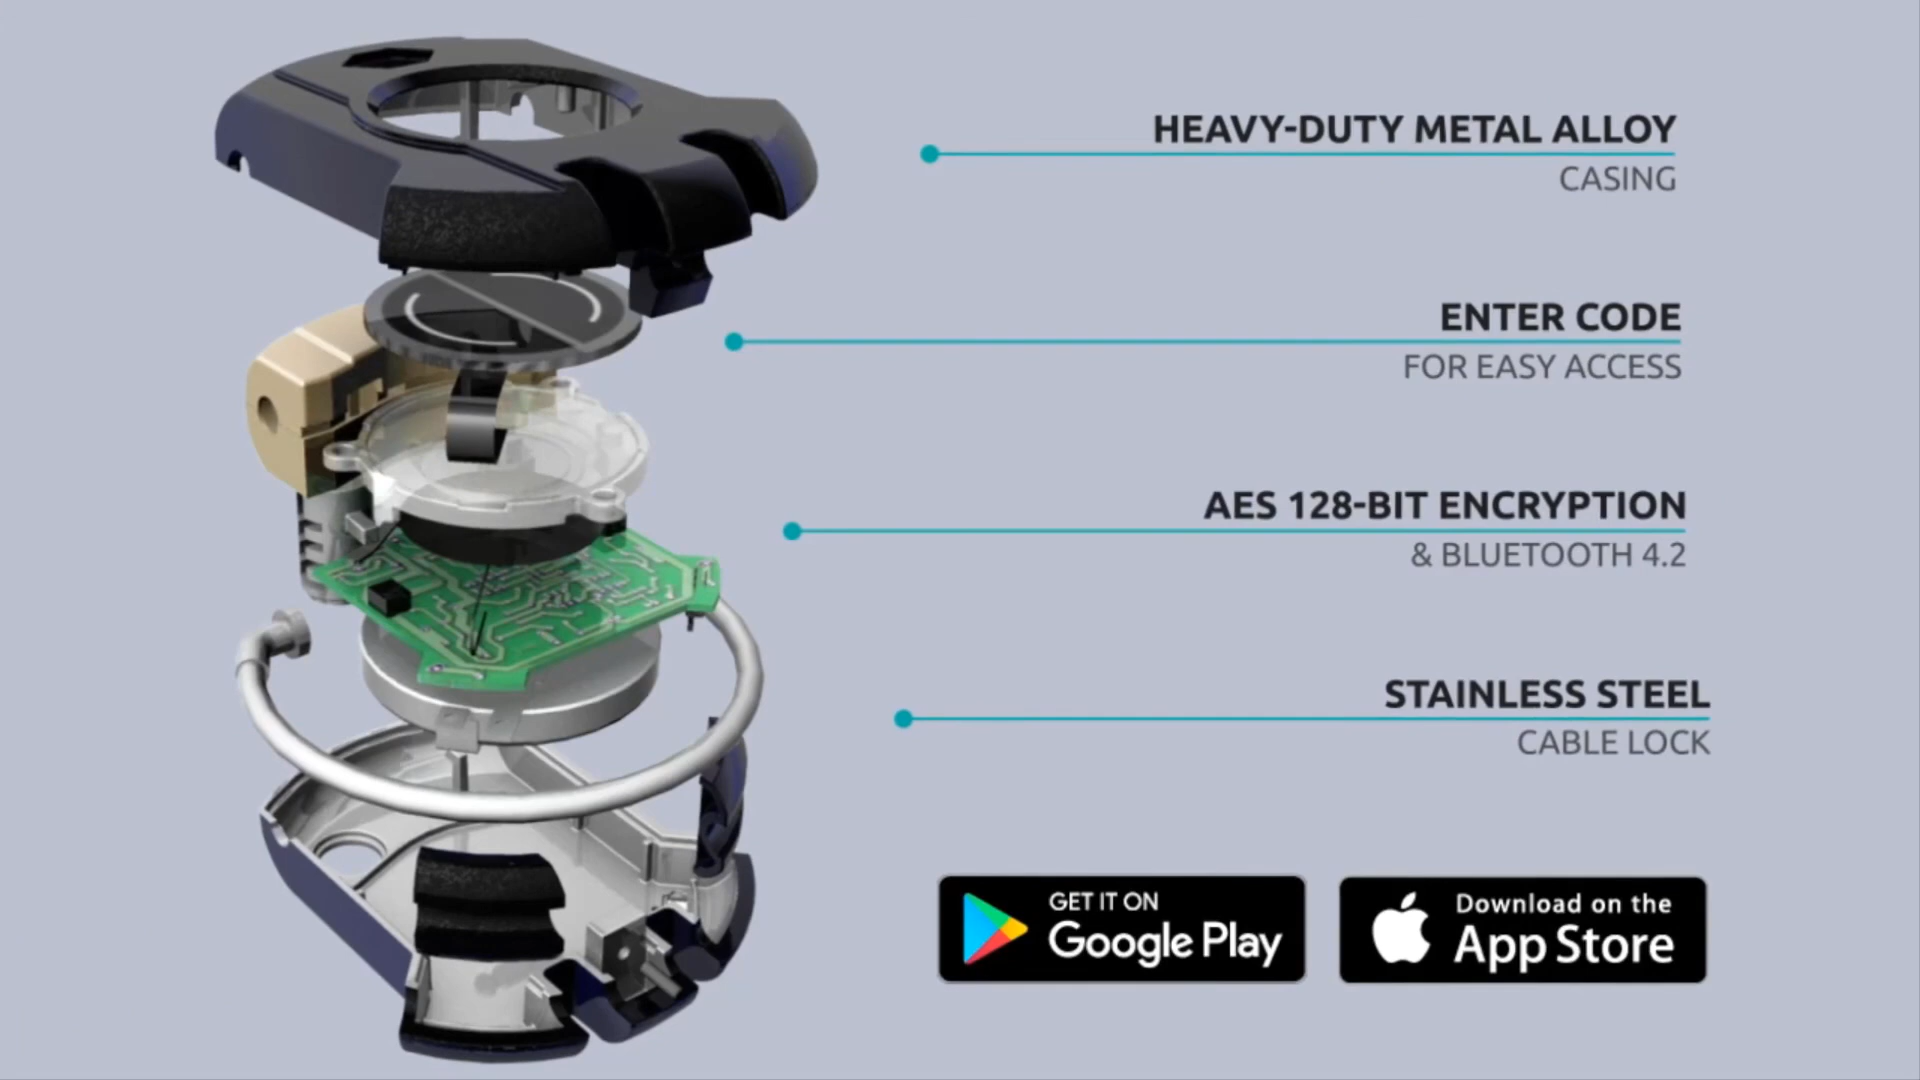 HEAVY-DUTY METAL ALLOY
CASING
ENTER CODE
FOR EASY ACCESS
AES 128-BIT ENCRYPTION
& BLUETOOTH 4.2
STAINLESS STEEL
CABLE LOCK
GET IT ON
Google Play
Download on the
App Store